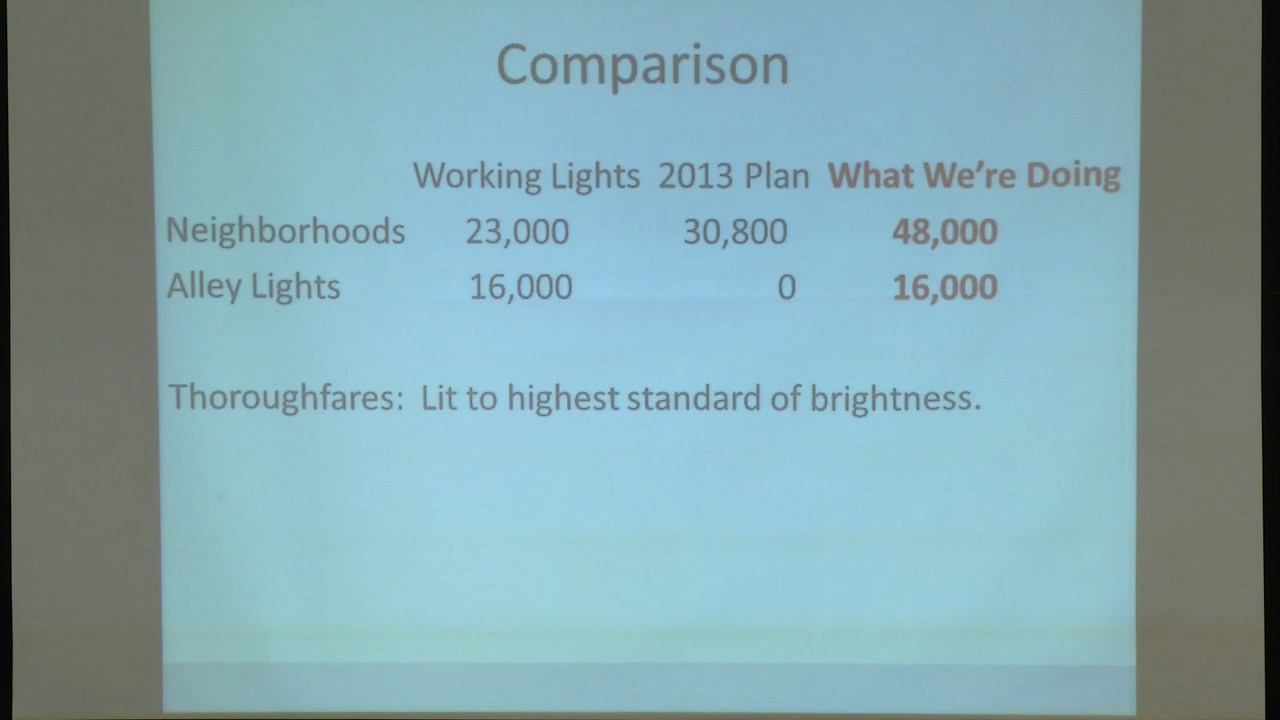 Comparison
Working Lights 2013 Plan What We're Doing
Neighborhoods 23,000 30,800 48,000
Alley Lights 16,000 0 16,000
Thoroughfares: Lit to highest standard of brightness.